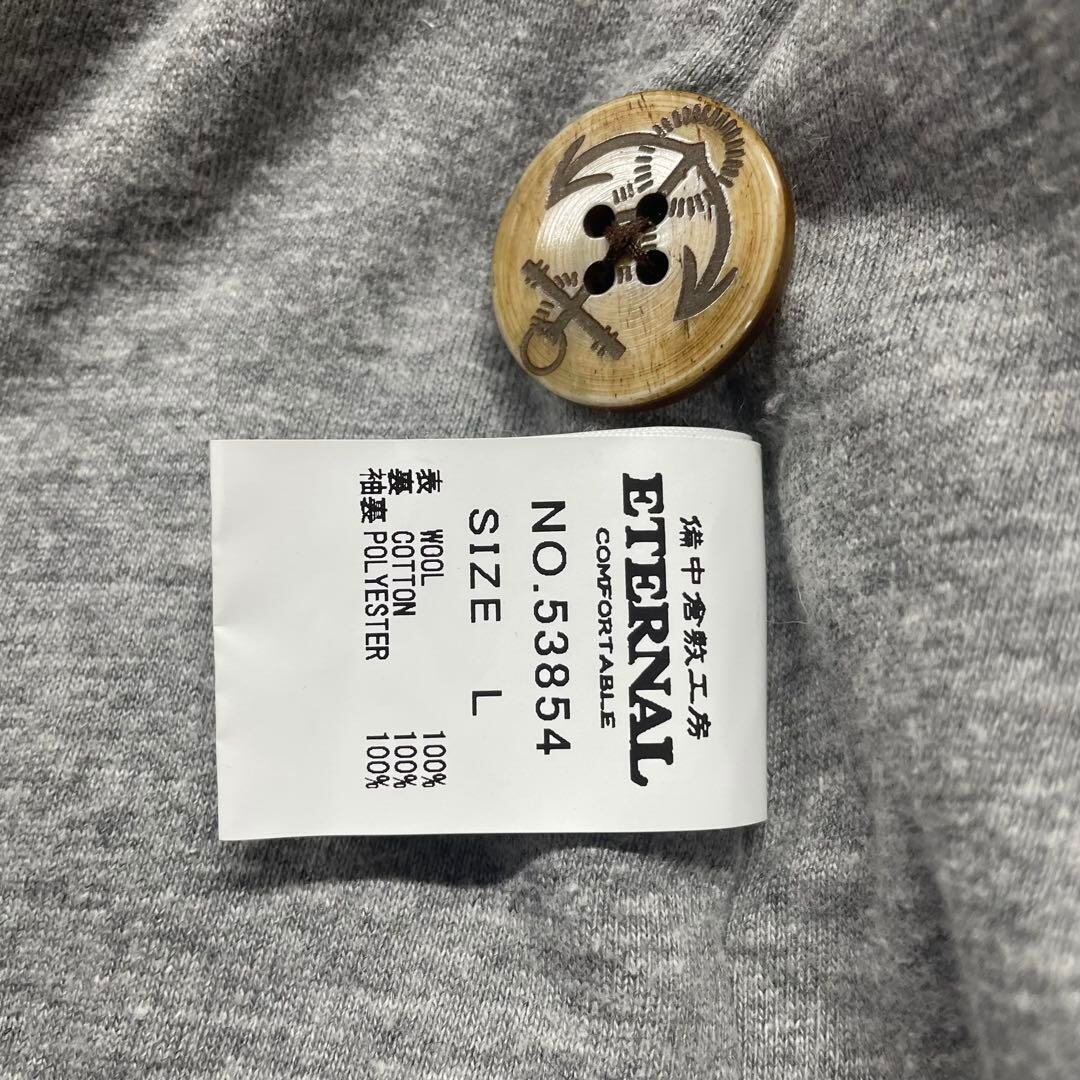 備中倉敷工房
ETERNAL
COMFORTABLE
NO.53854
SIZE L
表 WOOL 100%
裏 COTTON 100%
袖裏 POLYESTER 100%